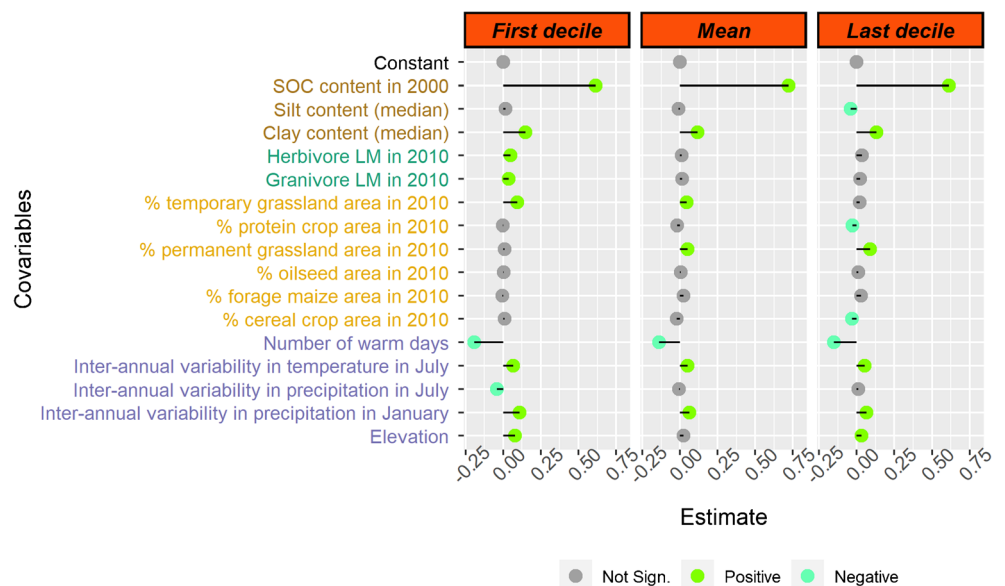 First decile Mean Last decile
Constant
SOC content in 2000
Silt content (median)
Clay content (median)
Herbivore LM in 2010
Granivore LM in 2010
% temporary grassland area in 2010
% protein crop area in 2010
% permanent grassland area in 2010
% oilseed area in 2010
% forage maize area in 2010
% cereal crop area in 2010
Number of warm days
Inter-annual variability in temperature in July
Inter-annual variability in precipitation in July
Inter-annual variability in precipitation in January
Elevation
Covariables
-0.25 0.00 0.25 0.50 0.75 -0.25 0.00 0.25 0.50 0.75 -0.25 0.00 0.25 0.50 0.75
Estimate
Not Sign. Positive Negative